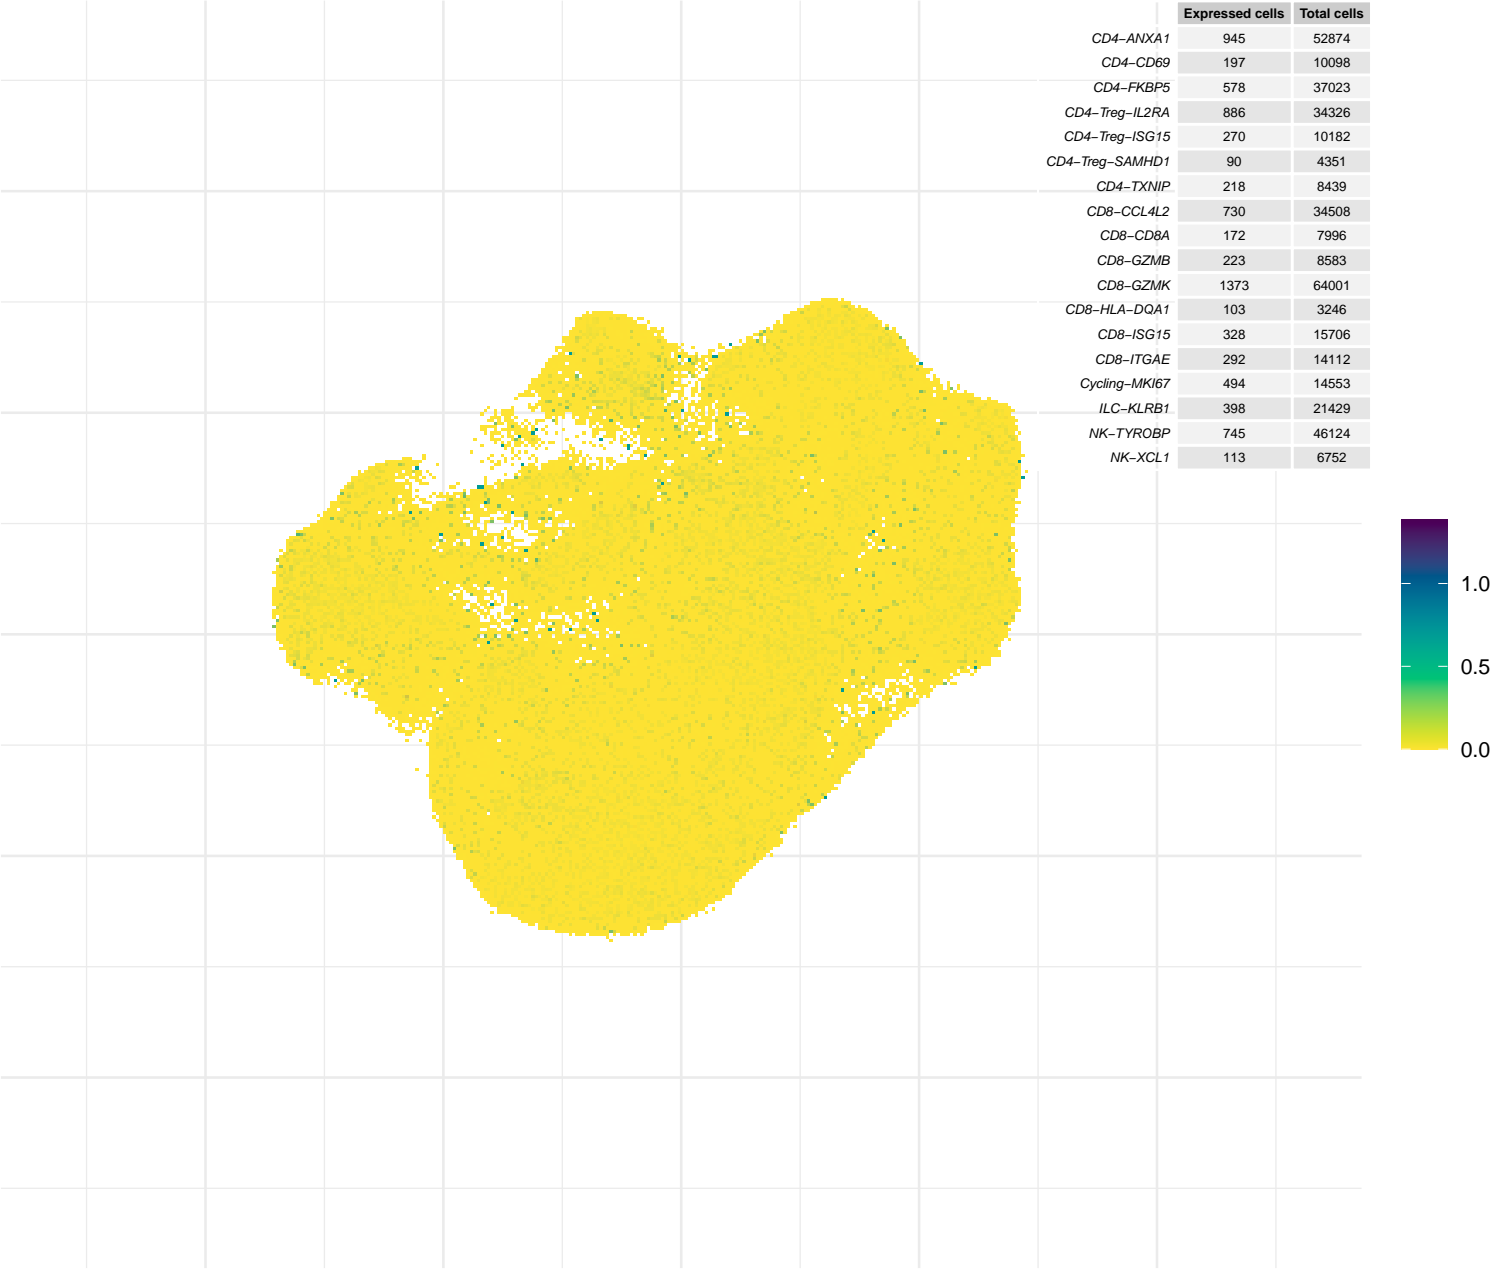 Expressed cells Total cells
CD4−ANXA1 945 52874
CD4−CD69 197 10098
CD4−FKBP5 578 37023
CD4−Treg−IL2RA 886 34326
CD4−Treg−ISG15 270 10182
CD4−Treg−SAMHD1 90 4351
CD4−TXNIP 218 8439
CD8−CCL4L2 730 34508
CD8−CD8A 172 7996
CD8−GZMB 223 8583
CD8−GZMK 1373 64001
CD8−HLA−DQA1 103 3246
CD8−ISG15 328 15706
CD8−ITGAE 292 14112
Cycling−MKI67 494 14553
ILC−KLRB1 398 21429
NK−TYROBP 745 46124
NK−XCL1 113 6752
1.0
0.5
0.0